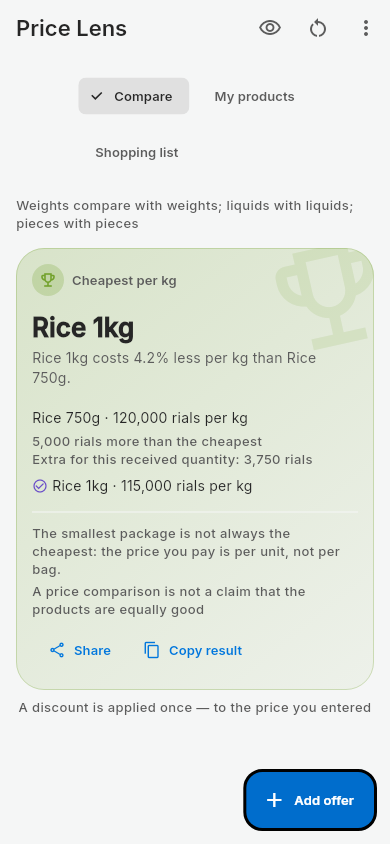 Price Lens
Compare
My products
Shopping list
Weights compare with weights; liquids with liquids;
pieces with pieces
Cheapest per kg
Rice 1kg
Rice 1kg costs 4.2% less per kg than Rice
750g.
Rice 750g · 120,000 rials per kg
5,000 rials more than the cheapest
Extra for this received quantity: 3,750 rials
Rice 1kg · 115,000 rials per kg
The smallest package is not always the
cheapest: the price you pay is per unit, not per
bag.
A price comparison is not a claim that the
products are equally good
Share
Copy result
A discount is applied once — to the price you entered
Add offer